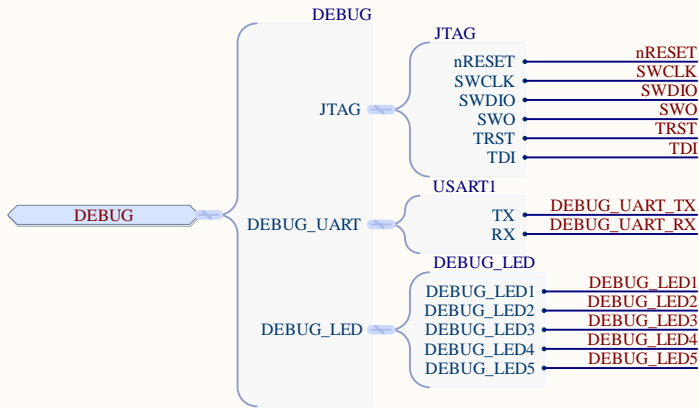 DEBUG
DEBUG
JTAG
JTAG
nRESET nRESET
SWCLK SWCLK
SWDIO SWDIO
SWO SWO
TRST TRST
TDI TDI
DEBUG_UART
USART1
TX DEBUG_UART_TX
RX DEBUG_UART_RX
DEBUG_LED
DEBUG_LED
DEBUG_LED1 DEBUG_LED1
DEBUG_LED2 DEBUG_LED2
DEBUG_LED3 DEBUG_LED3
DEBUG_LED4 DEBUG_LED4
DEBUG_LED5 DEBUG_LED5